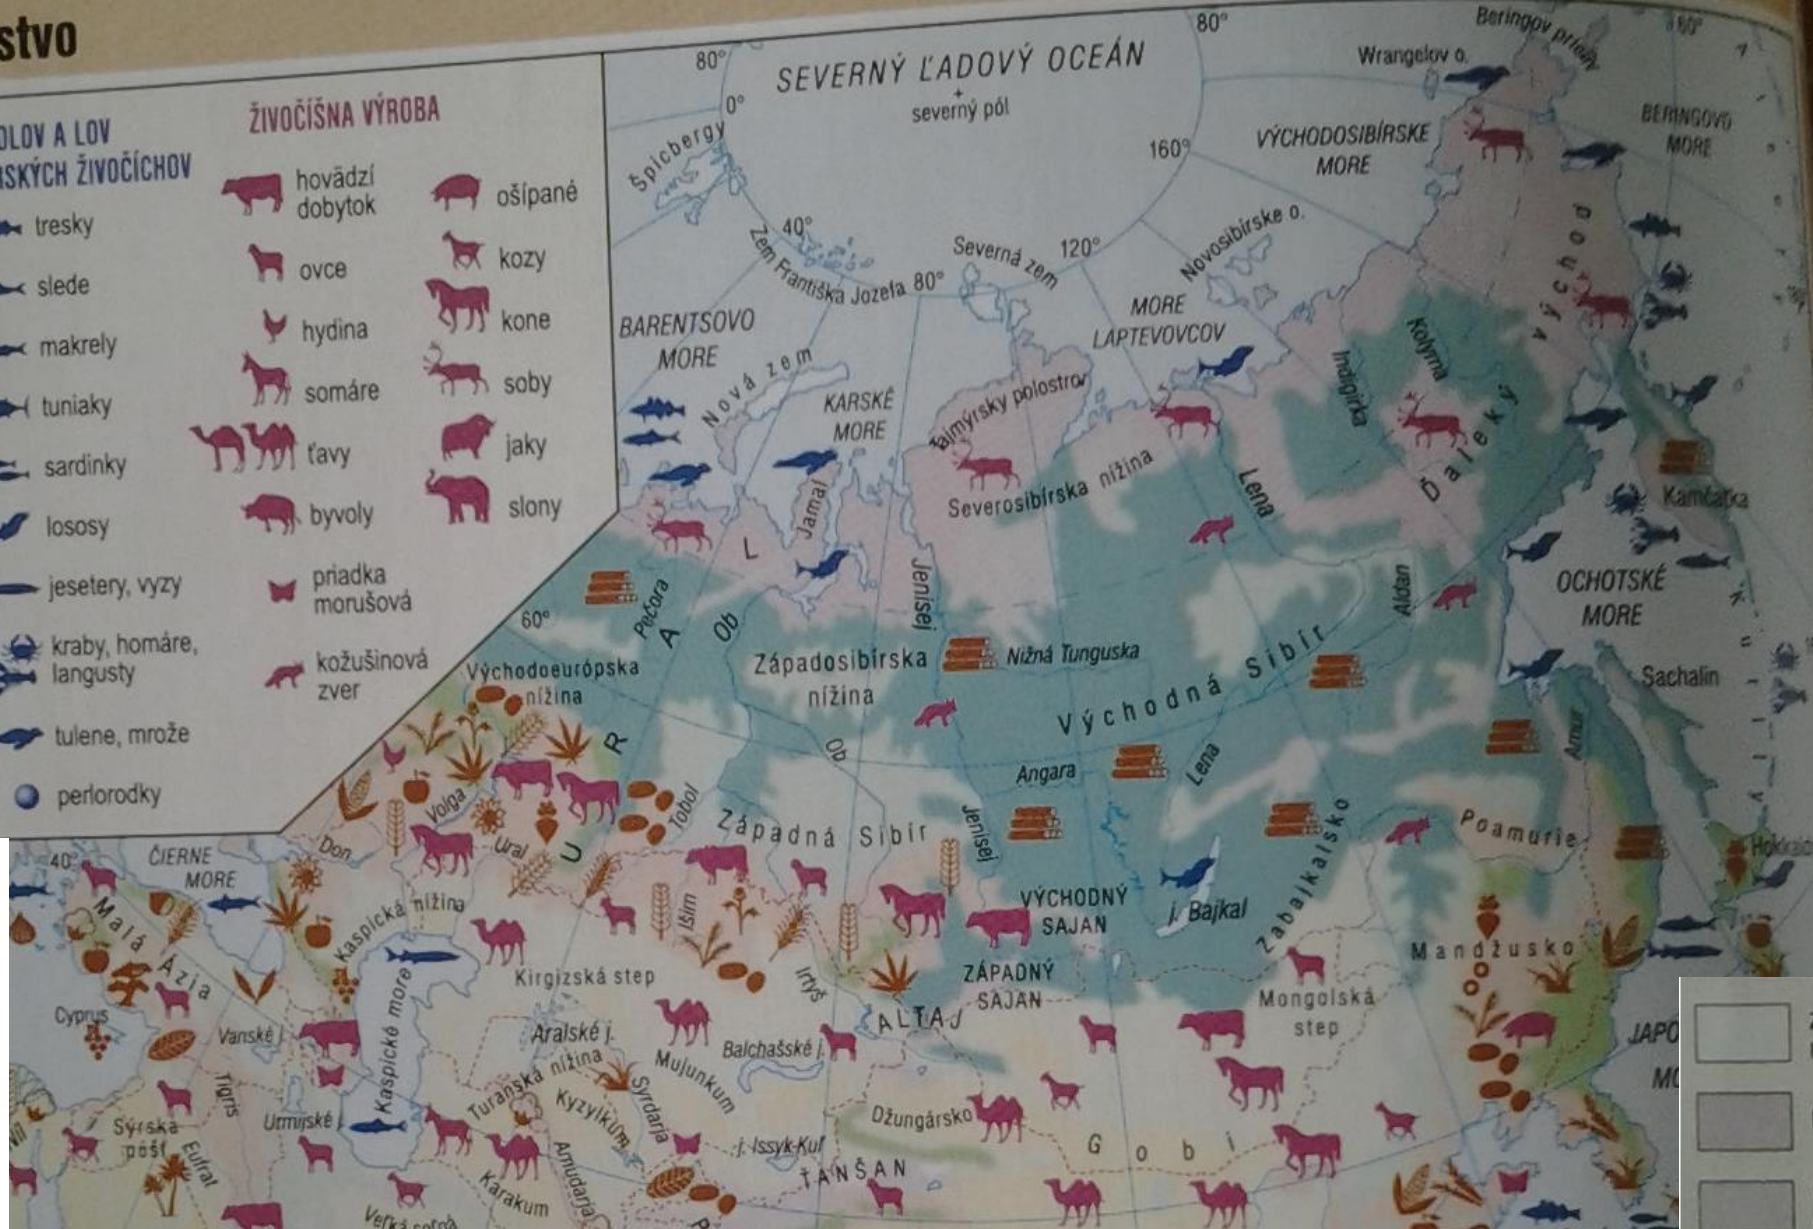 stvo
OLOV A LOV
RSKÝCH ŽIVOČÍCHOV
tresky
slede
makrely
tuniaky
sardinky
lososy
jesetery, vyzy
kraby, homáre,
langusty
tulene, mrože
perlorodky
ŽIVOČÍŠNA VÝROBA
hovädzí
dobytok
ovce
hydina
somáre
ťavy
byvoly
priadka
morušová
kožušinová
zver
ošípané
kozy
kone
soby
jaky
slony
80°
SEVERNÝ ĽADOVÝ OCEÁN
severný pól
80°
Beringov prieliv
Wrangelov o.
0°
160°
VÝCHODOSIBÍRSKE
MORE
BERINGOVO
MORE
Špicbergy
40°
Zem Františka Jozefa
80°
Severná zem
120°
Novosibírske o.
BARENTSOVO
MORE
MORE
LAPTEVOVCOV
Nová zem
KARSKÉ
MORE
Tajmýrsky polostrov
Indigirka
Kolyma
Ďaleký východ
Jamal
Severosibírska nížina
Lena
Kamčatka
60°
Pečora
Ob
Jenisej
Aldan
OCHOTSKÉ
MORE
Východoeurópska
nížina
Západosibírska
nížina
Nižná Tunguska
Východná Sibír
Sachalin
URAL
Ob
Angara
Lena
Amur
Volga
Tobol
Západná Sibír
Jenisej
Zabajkalsko
Poamurie
Don
Ural
40°
ČIERNE
MORE
Kaspická nížina
Išim
VÝCHODNÝ
SAJAN
j. Bajkal
Mandžusko
Malá Ázia
Kirgizská step
Irtyš
ZÁPADNÝ
SAJAN
Mongolská
step
Cyprus
Vanské j.
Kaspické more
Aralské j.
ALTAJ
JAPO
MO
Turanská nížina
Mujunkum
Balchašské j.
Tigris
Urmijské j.
Kyzylkum
Syrdarja
Džungársko
Gobi
Níl
Sýrska
púšť
Eufrat
Amudarja
j. Issyk-Kuľ
ŤANŠAN
Karakum